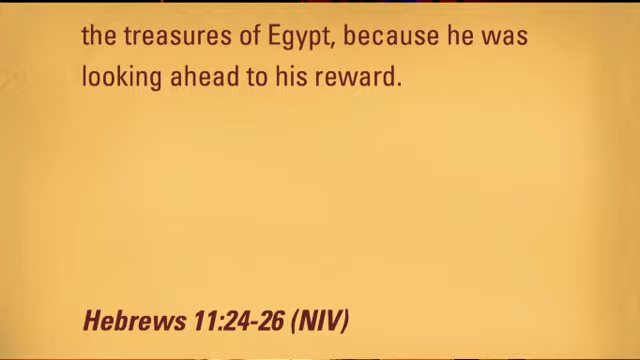 the treasures of Egypt, because he was
looking ahead to his reward.
Hebrews 11:24-26 (NIV)